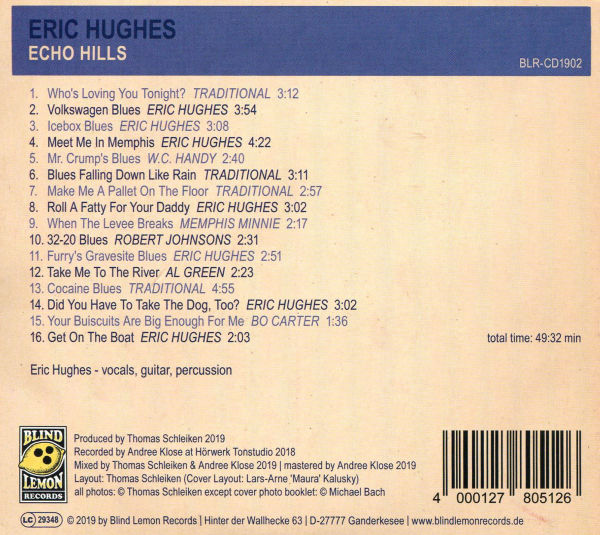 ERIC HUGHES
ECHO HILLS
BLR-CD1902
1. Who's Loving You Tonight? TRADITIONAL 3:12
2. Volkswagen Blues ERIC HUGHES 3:54
3. Icebox Blues ERIC HUGHES 3:08
4. Meet Me In Memphis ERIC HUGHES 4:22
5. Mr. Crump's Blues W.C. HANDY 2:40
6. Blues Falling Down Like Rain TRADITIONAL 3:11
7. Make Me A Pallet On The Floor TRADITIONAL 2:57
8. Roll A Fatty For Your Daddy ERIC HUGHES 3:02
9. When The Levee Breaks MEMPHIS MINNIE 2:17
10. 32-20 Blues ROBERT JOHNSONS 2:31
11. Furry's Gravesite Blues ERIC HUGHES 2:51
12. Take Me To The River AL GREEN 2:23
13. Cocaine Blues TRADITIONAL 4:55
14. Did You Have To Take The Dog, Too? ERIC HUGHES 3:02
15. Your Buiscuits Are Big Enough For Me BO CARTER 1:36
16. Get On The Boat ERIC HUGHES 2:03
total time: 49:32 min
Eric Hughes - vocals, guitar, percussion
BLIND
LEMON
RECORDS
Produced by Thomas Schleiken 2019
Recorded by Andree Klose at Hörwerk Tonstudio 2018
Mixed by Thomas Schleiken & Andree Klose 2019 | mastered by Andree Klose 2019
Layout: Thomas Schleiken (Cover Layout: Lars-Arne 'Maura' Kalusky)
all photos: © Thomas Schleiken except cover photo booklet: © Michael Bach
4 000127 805126
LC 29348
© 2019 by Blind Lemon Records | Hinter der Wallhecke 63 | D-27777 Ganderkesee | www.blindlemonrecords.de